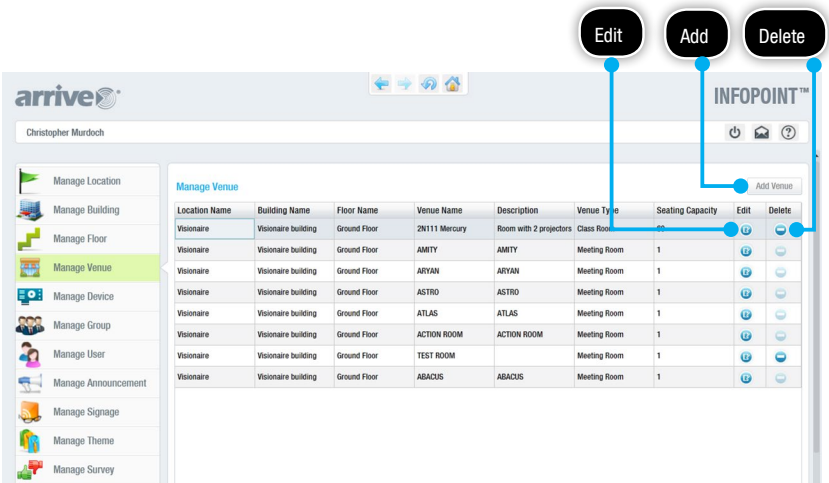 Edit Add Delete
arrive
INFOPOINT™
Christopher Murdoch
Manage Location
Manage Building
Manage Floor
Manage Venue
Manage Device
Manage Group
Manage User
Manage Announcement
Manage Signage
Manage Theme
Manage Survey
Manage Venue
Add Venue
Location Name Building Name Floor Name Venue Name Description Venue Type Seating Capacity Edit Delete
Visionaire Visionaire building Ground Floor 2N111 Mercury Room with 2 projectors Class Room
Visionaire Visionaire building Ground Floor AMITY AMITY Meeting Room 1
Visionaire Visionaire building Ground Floor ARYAN ARYAN Meeting Room 1
Visionaire Visionaire building Ground Floor ASTRO ASTRO Meeting Room 1
Visionaire Visionaire building Ground Floor ATLAS ATLAS Meeting Room 1
Visionaire Visionaire building Ground Floor ACTION ROOM ACTION ROOM Meeting Room 1
Visionaire Visionaire building Ground Floor TEST ROOM Meeting Room 1
Visionaire Visionaire building Ground Floor ABACUS ABACUS Meeting Room 1